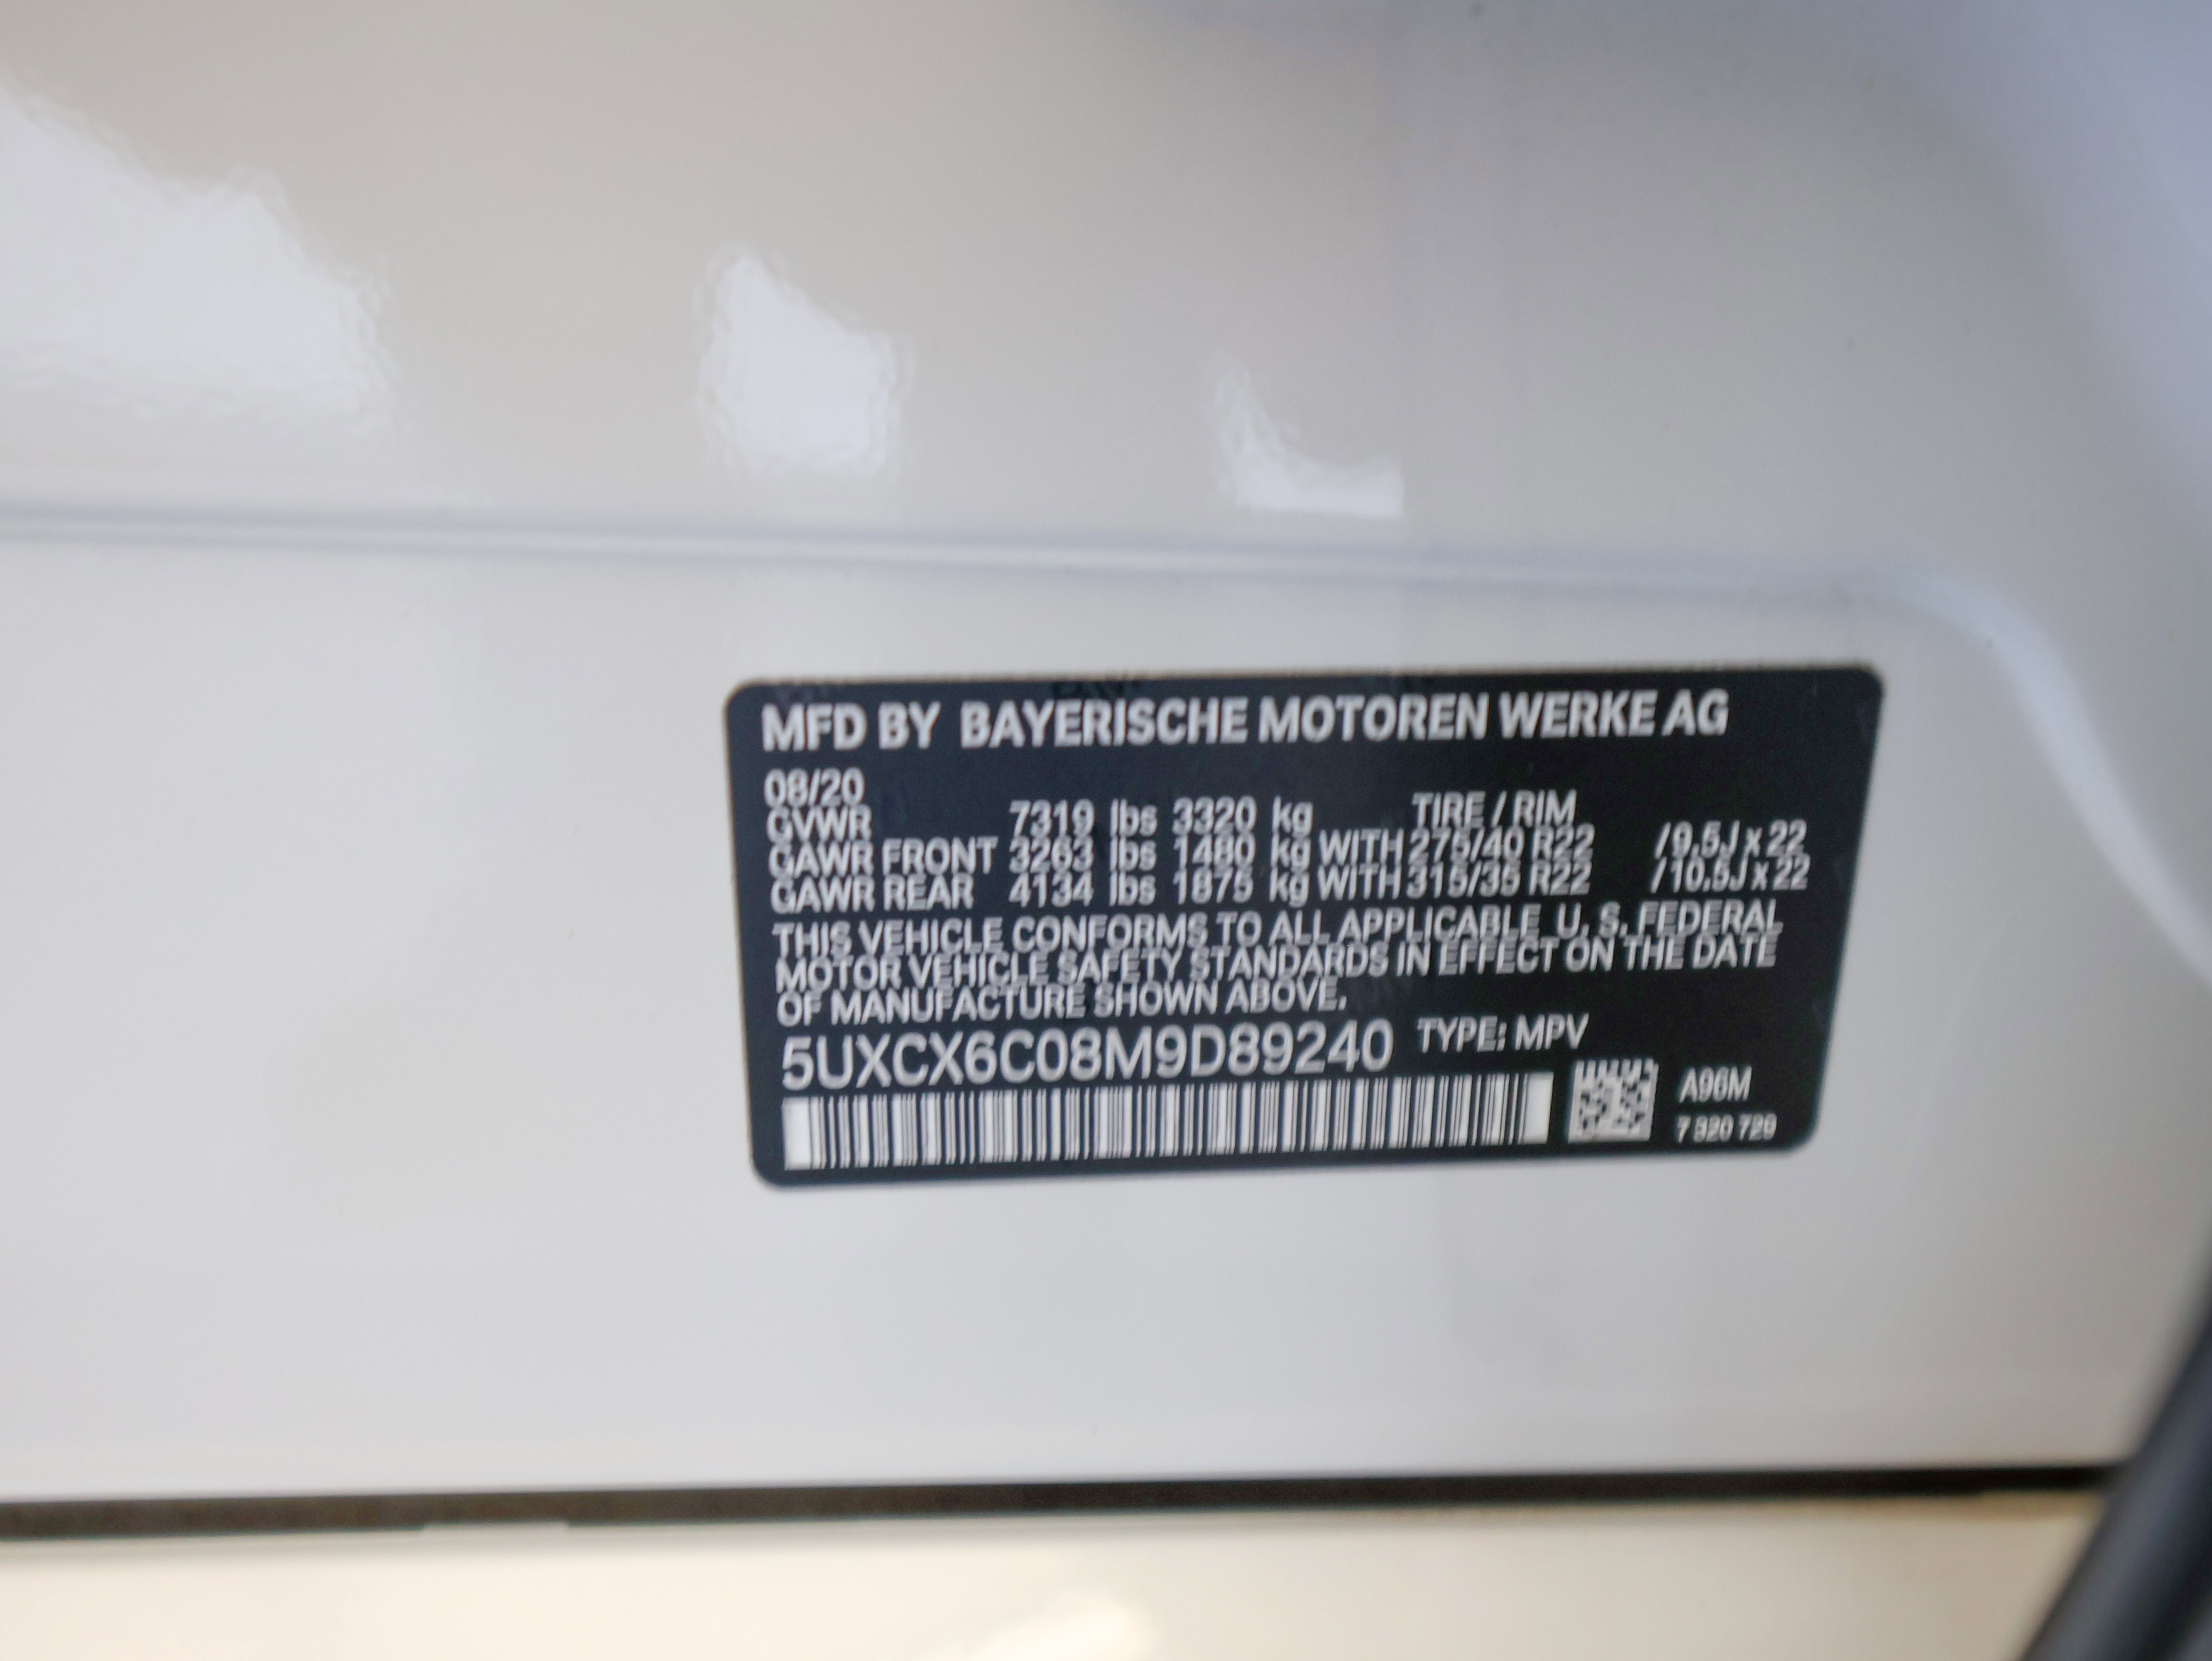 MFD BY BAYERISCHE MOTOREN WERKE AG
08/20
GVWR 7319 lbs 3320 kg TIRE / RIM
GAWR FRONT 3263 lbs 1480 kg WITH 275/40 R22 /9.5J x 22
GAWR REAR 4134 lbs 1875 kg WITH 315/35 R22 /10.5J x 22
THIS VEHICLE CONFORMS TO ALL APPLICABLE U. S. FEDERAL
MOTOR VEHICLE SAFETY STANDARDS IN EFFECT ON THE DATE
OF MANUFACTURE SHOWN ABOVE.
5UXCX6C08M9D89240 TYPE: MPV
A96M
7 320 729